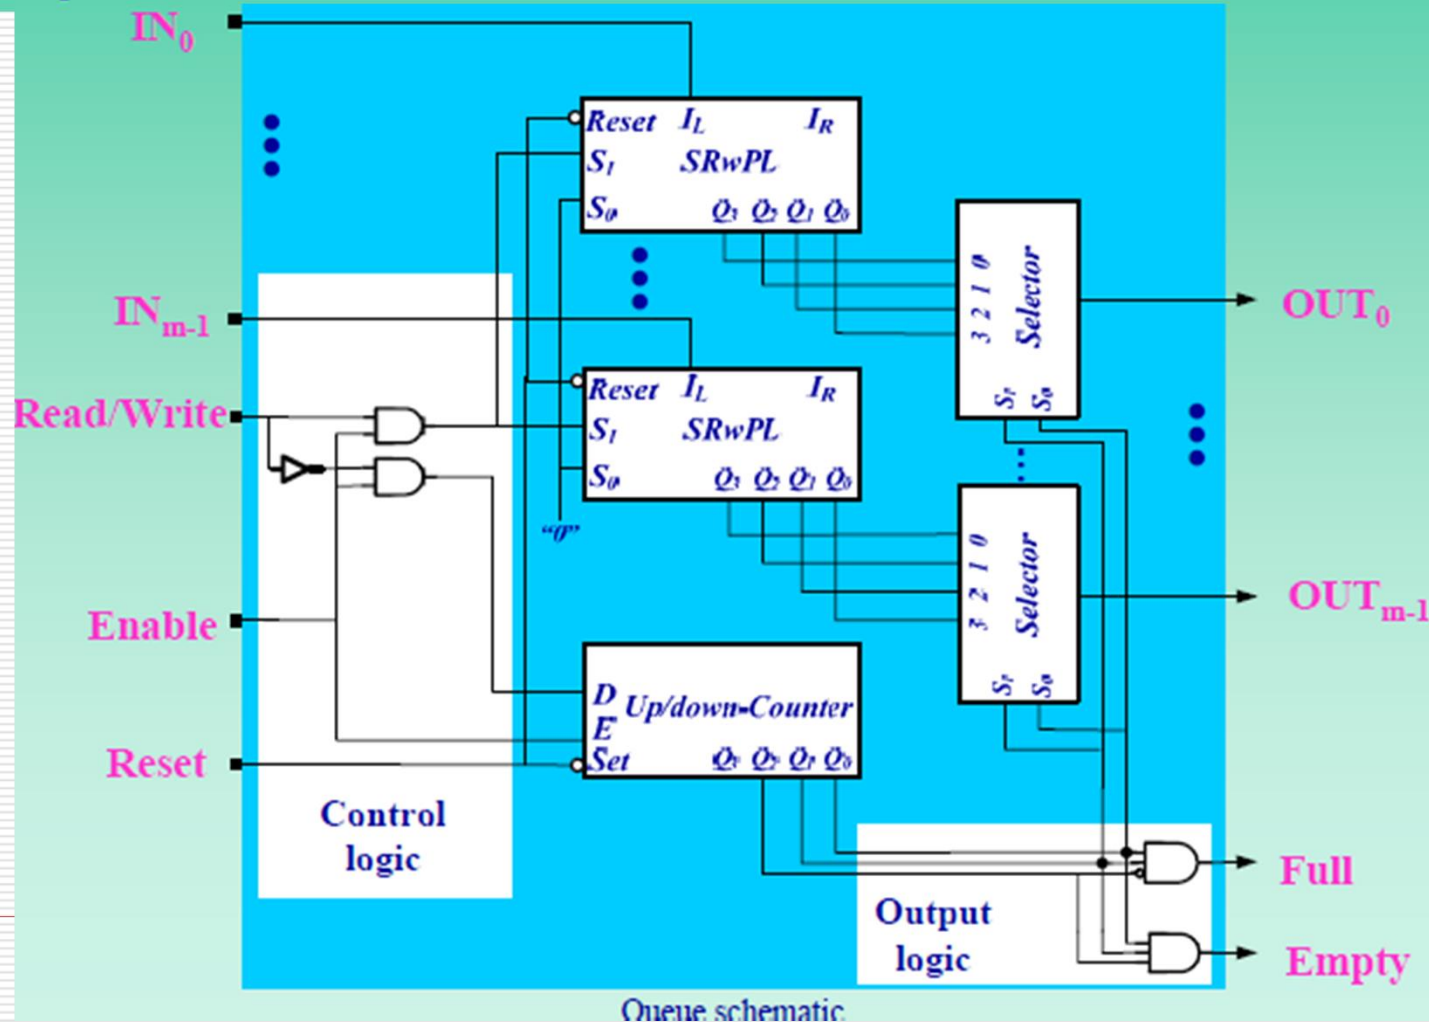 IN0
Reset IL IR
S1 SRwPL
S0 Q3 Q2 Q1 Q0
0 1 2 3
Selector
S1 S0
OUT0
INm-1
Reset IL IR
S1 SRwPL
S0 Q3 Q2 Q1 Q0
“0”
Read/Write
0 1 2 3
Selector
S1 S0
OUTm-1
Enable
D
Up/down-Counter
E
Set Q3 Q2 Q1 Q0
Reset
Control
logic
Output
logic
Full
Empty
Queue schematic